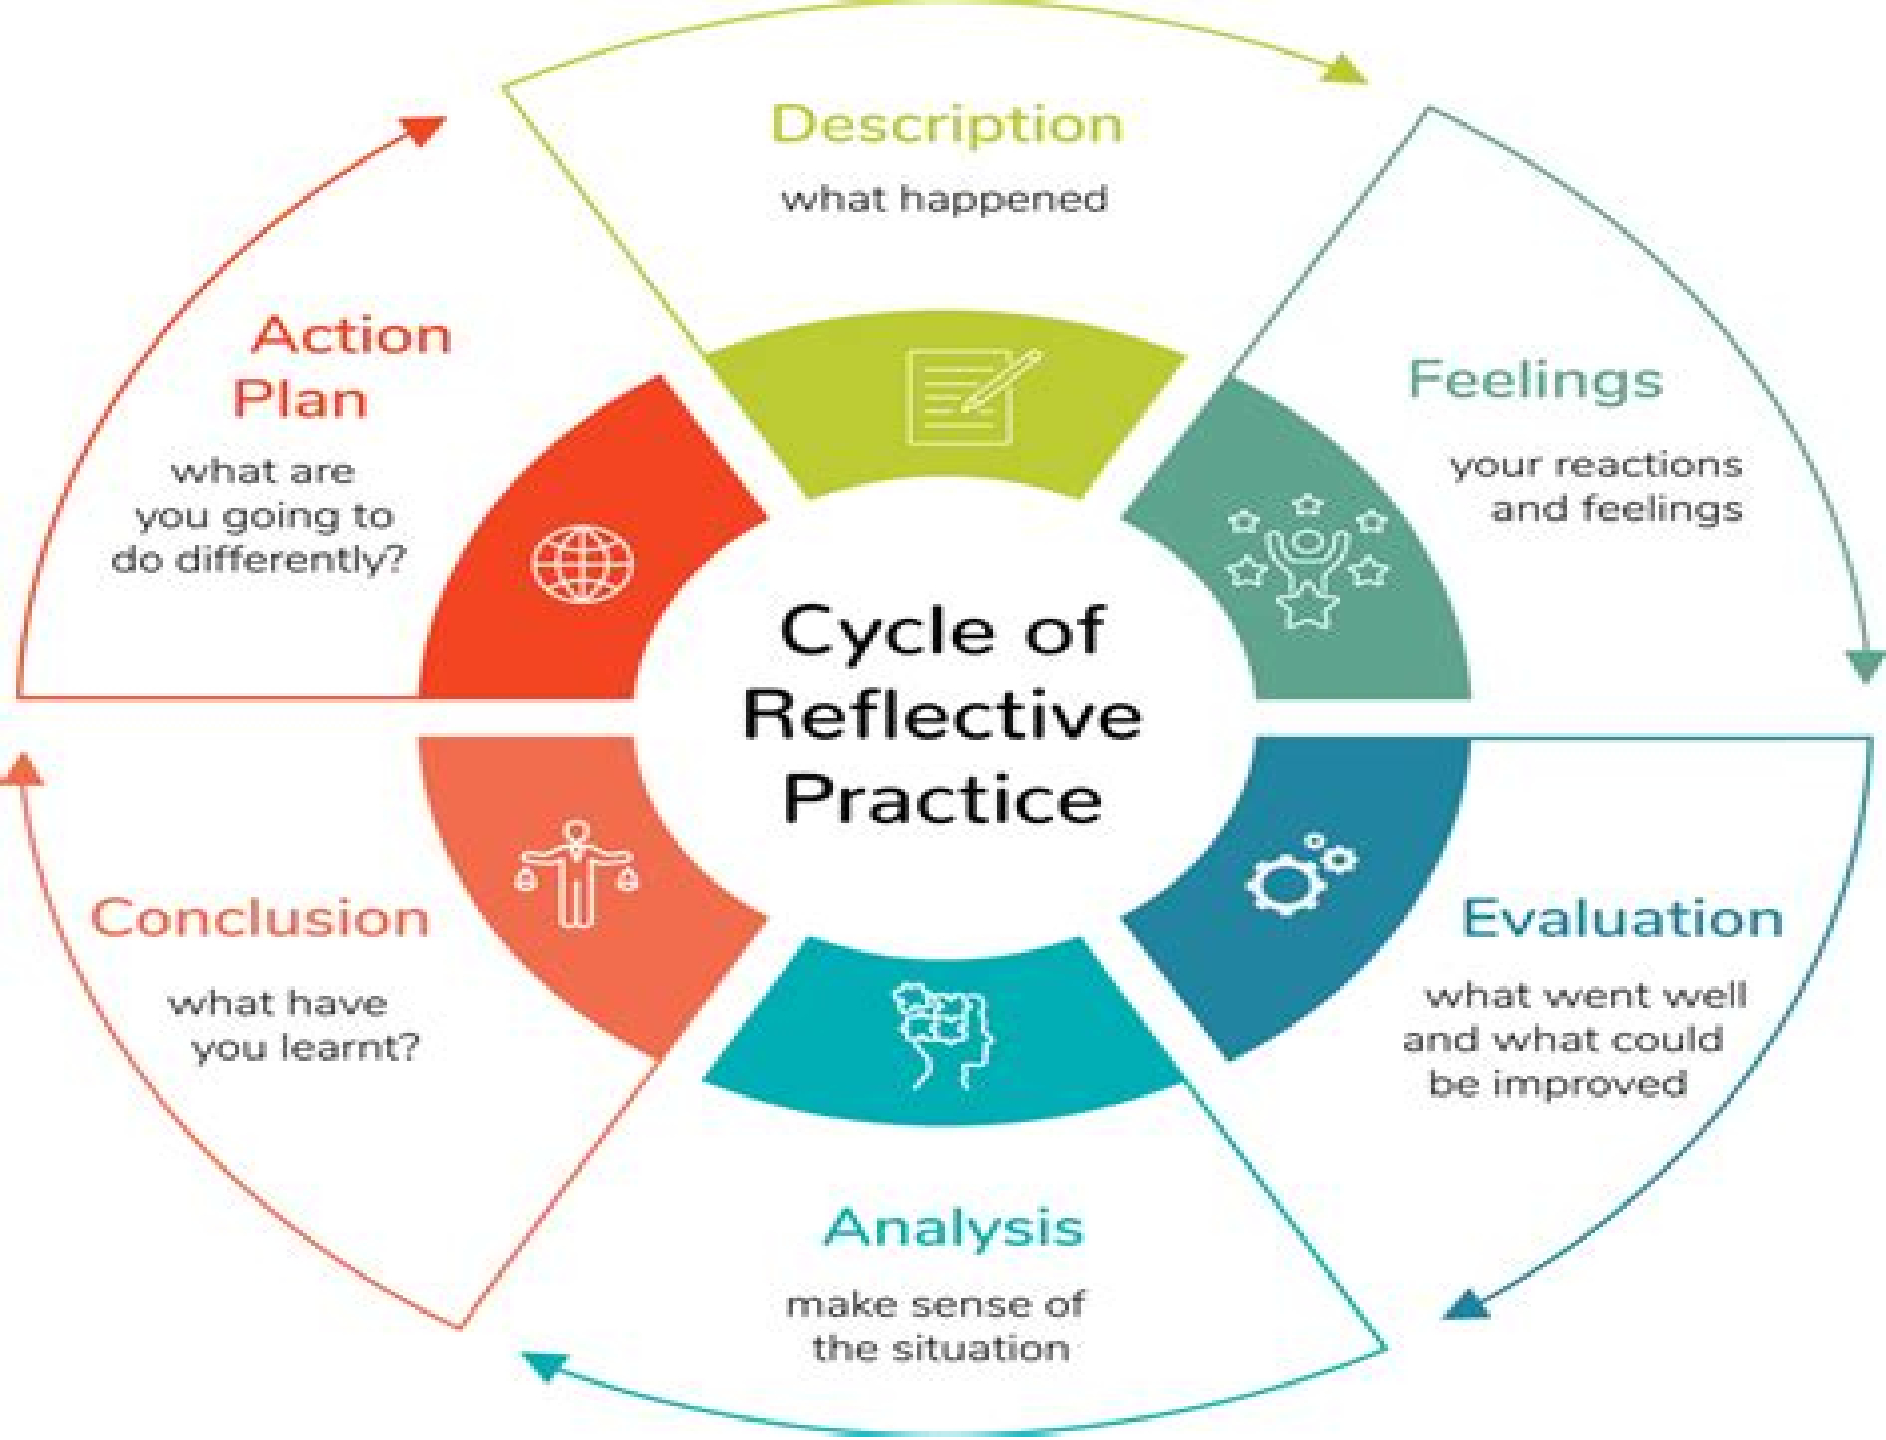 Description
what happened
Feelings
your reactions
and feelings
Evaluation
what went well
and what could
be improved
Analysis
make sense of
the situation
Conclusion
what have
you learnt?
Action
Plan
what are
you going to
do differently?
Cycle of
Reflective
Practice